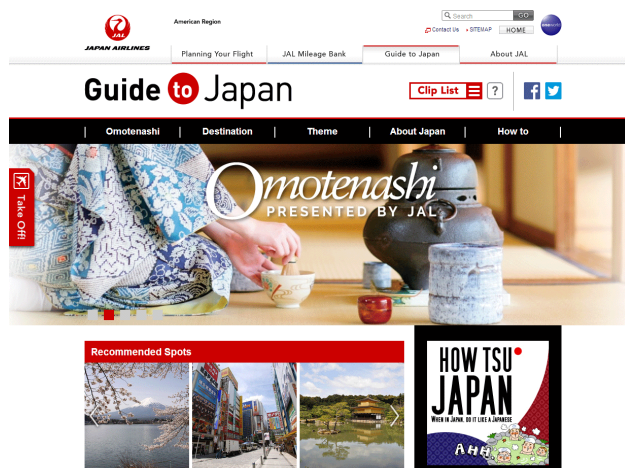 JAL
JAPAN AIRLINES
American Region
Search
GO
Contact Us
SITEMAP
HOME
oneworld
Planning Your Flight
JAL Mileage Bank
Guide to Japan
About JAL
Guide to Japan
Clip List
?
Omotenashi
Destination
Theme
About Japan
How to
Take Off!
Omotenashi
PRESENTED BY JAL
Recommended Spots
HOW TSU
JAPAN
WHEN IN JAPAN, DO IT LIKE A JAPANESE
AHH